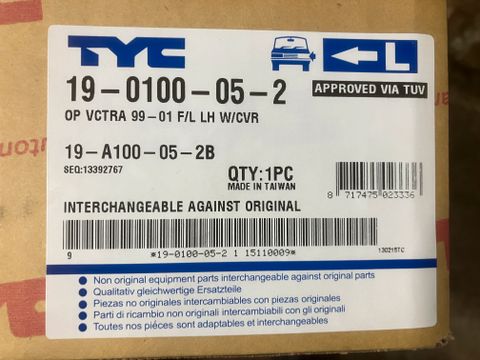 TYC
L
19-0100-05-2
APPROVED VIA TUV
OP VCTRA 99-01 F/L LH W/CVR
19-A100-05-2B
SEQ:13392767
QTY:1PC
MADE IN TAIWAN
8 717475 023336
INTERCHANGEABLE AGAINST ORIGINAL
9 *19-0100-05-2 1 15110009* 130215TC
• Non original equipment parts interchangeable against original parts
• Qualitativ gleichwertige Ersatzteile
• Piezas no originales intercambiables con piezas originales
• Parti di ricambio non originali intercambiabili con gli originali
• Toutes nos piéces sont adaptables et interchangeables